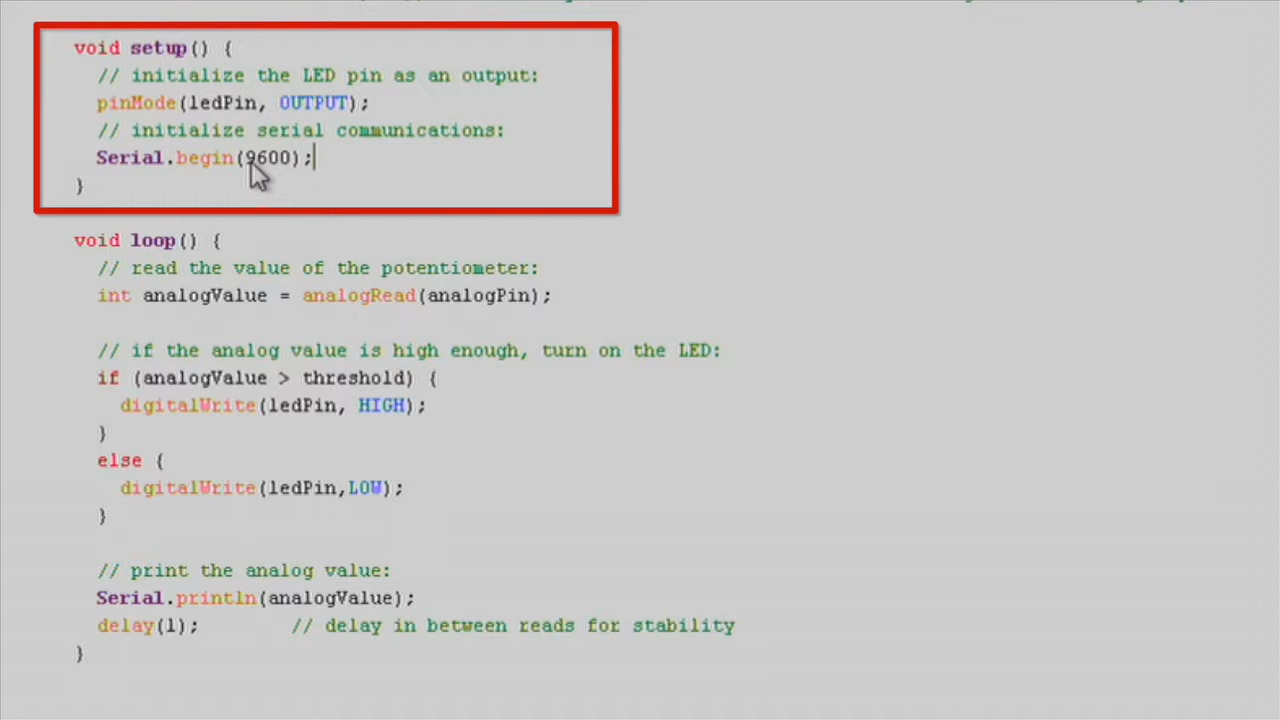 void setup() {
// initialize the LED pin as an output:
pinMode(ledPin, OUTPUT);
// initialize serial communications:
Serial.begin(9600);
}
void loop() {
// read the value of the potentiometer:
int analogValue = analogRead(analogPin);
// if the analog value is high enough, turn on the LED:
if (analogValue > threshold) {
digitalWrite(ledPin, HIGH);
}
else {
digitalWrite(ledPin,LOW);
}
// print the analog value:
Serial.println(analogValue);
delay(1);        // delay in between reads for stability
}